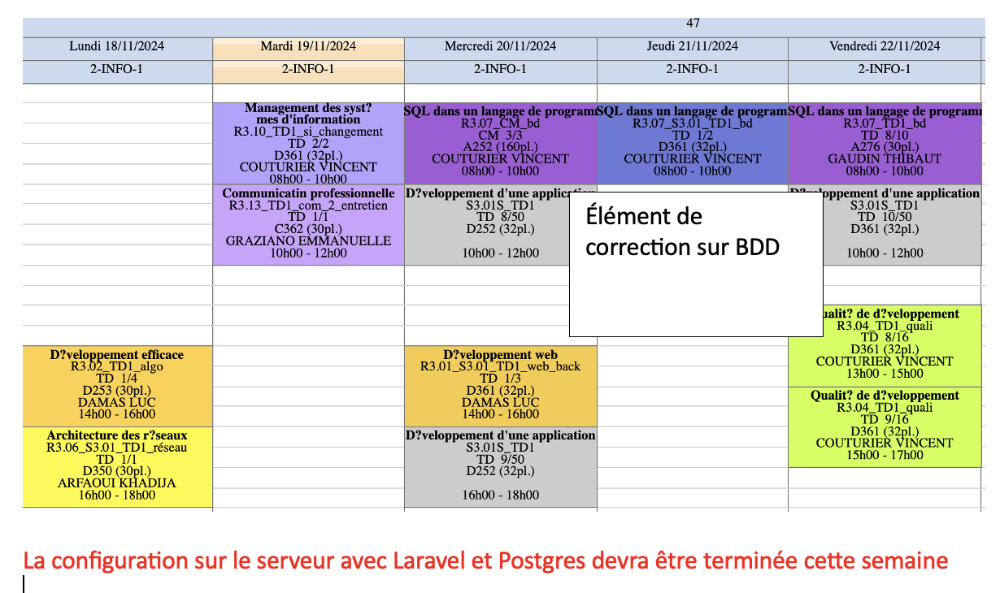 47
Lundi 18/11/2024
Mardi 19/11/2024
Mercredi 20/11/2024
Jeudi 21/11/2024
Vendredi 22/11/2024
2-INFO-1
2-INFO-1
2-INFO-1
2-INFO-1
2-INFO-1
D?veloppement efficace
R3.02_TD1_algo
TD 1/4
D253 (30pl.)
DAMAS LUC
14h00 - 16h00
Architecture des r?seaux
R3.06_S3.01_TD1_réseau
TD 1/1
D350 (30pl.)
ARFAOUI KHADIJA
16h00 - 18h00
Management des syst?
mes d'information
R3.10_TD1_si_changement
TD 2/2
D361 (32pl.)
COUTURIER VINCENT
08h00 - 10h00
Communicatin professionnelle
R3.13_TD1_com_2_entretien
TD 1/1
C362 (30pl.)
GRAZIANO EMMANUELLE
10h00 - 12h00
SQL dans un langage de program
R3.07_CM_bd
CM 3/3
A252 (160pl.)
COUTURIER VINCENT
08h00 - 10h00
D?veloppement d'une application
S3.01S_TD1
TD 8/50
D252 (32pl.)
10h00 - 12h00
D?veloppement web
R3.01_S3.01_TD1_web_back
TD 1/3
D361 (32pl.)
DAMAS LUC
14h00 - 16h00
D?veloppement d'une application
S3.01S_TD1
TD 9/50
D252 (32pl.)
16h00 - 18h00
SQL dans un langage de program
R3.07_S3.01_TD1_bd
TD 1/2
D361 (32pl.)
COUTURIER VINCENT
08h00 - 10h00
Élément de
correction sur BDD
SQL dans un langage de program
R3.07_TD1_bd
TD 8/10
A276 (30pl.)
GAUDIN THIBAUT
08h00 - 10h00
D?veloppement d'une application
S3.01S_TD1
TD 10/50
D361 (32pl.)
10h00 - 12h00
ualit? de d?veloppement
R3.04_TD1_quali
TD 8/16
D361 (32pl.)
COUTURIER VINCENT
13h00 - 15h00
Qualit? de d?veloppement
R3.04_TD1_quali
TD 9/16
D361 (32pl.)
COUTURIER VINCENT
15h00 - 17h00
La configuration sur le serveur avec Laravel et Postgres devra être terminée cette semaine